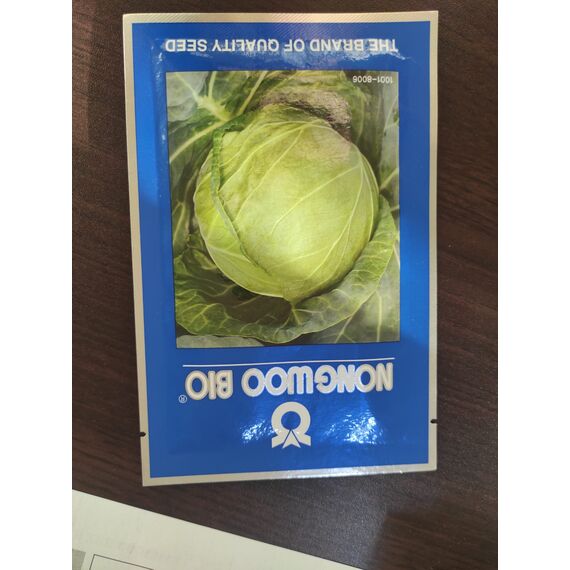 NONGWOO BIO®
1001-8006
THE BRAND OF QUALITY SEED